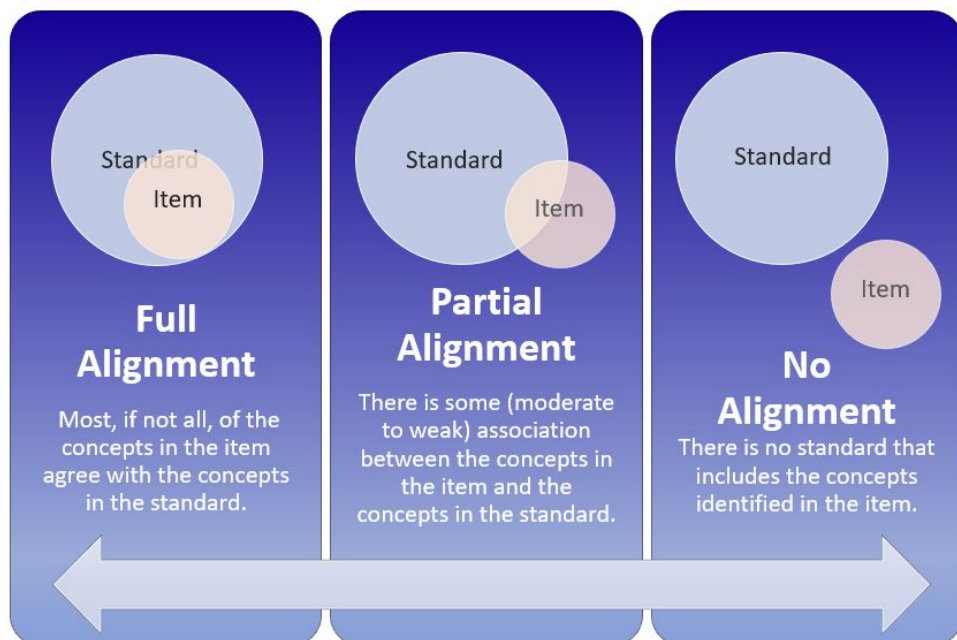 Standard
Item
Full
Alignment
Most, if not all, of the
concepts in the item
agree with the concepts
in the standard.
Standard
Item
Partial
Alignment
There is some (moderate
to weak) association
between the concepts in
the item and the
concepts in the standard.
Standard
Item
No
Alignment
There is no standard that
includes the concepts
identified in the item.